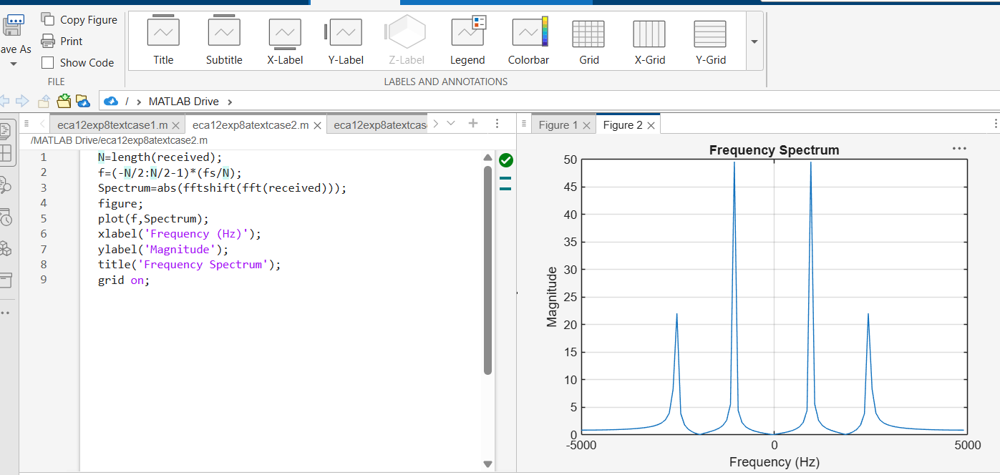 Copy Figure
Print
ave As
Show Code
FILE
Title
Subtitle
X-Label
Y-Label
Z-Label
Legend
Colorbar
Grid
X-Grid
Y-Grid
LABELS AND ANNOTATIONS
/ › MATLAB Drive ›
eca12exp8textcase1.m
eca12exp8atextcase2.m
eca12exp8atextcas
/MATLAB Drive/eca12exp8atextcase2.m
1 N=length(received);
2 f=(-N/2:N/2-1)*(fs/N);
3 Spectrum=abs(fftshift(fft(received)));
4 figure;
5 plot(f,Spectrum);
6 xlabel('Frequency (Hz)');
7 ylabel('Magnitude');
8 title('Frequency Spectrum');
9 grid on;
Figure 1
Figure 2
Frequency Spectrum
50
45
40
35
30
25
20
15
10
5
0
Magnitude
-5000
0
5000
Frequency (Hz)